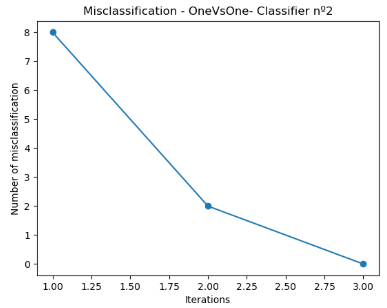 Misclassification - OneVsOne- Classifier nº2
Number of misclassification
8
7
6
5
4
3
2
1
0
1.00 1.25 1.50 1.75 2.00 2.25 2.50 2.75 3.00
Iterations